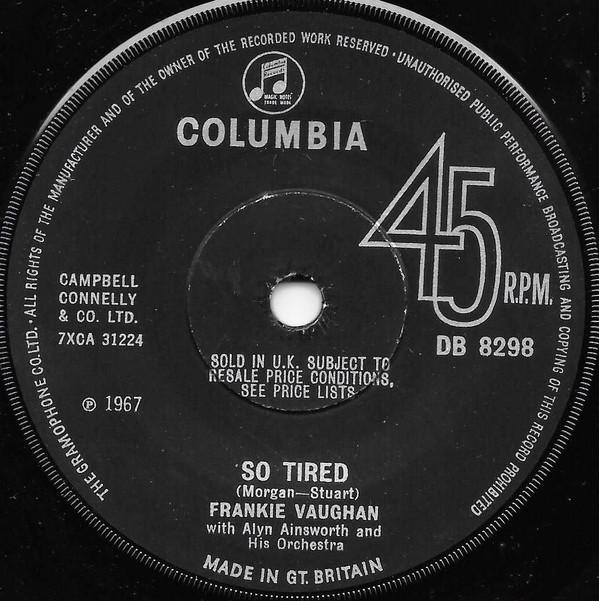 THE GRAMOPHONE CO. LTD. • ALL RIGHTS OF THE MANUFACTURER AND OF THE OWNER OF THE RECORDED WORK RESERVED • UNAUTHORISED PUBLIC PERFORMANCE BROADCASTING AND COPYING OF THIS RECORD PROHIBITED
Columbia
Records
MAGIC NOTES
TRADE MARK
COLUMBIA
45
R.P.M.
CAMPBELL
CONNELLY
& CO. LTD.
7XCA 31224
DB 8298
SOLD IN U.K. SUBJECT TO
RESALE PRICE CONDITIONS,
SEE PRICE LISTS
℗ 1967
SO TIRED
(Morgan—Stuart)
FRANKIE VAUGHAN
with Alyn Ainsworth and
His Orchestra
MADE IN GT. BRITAIN